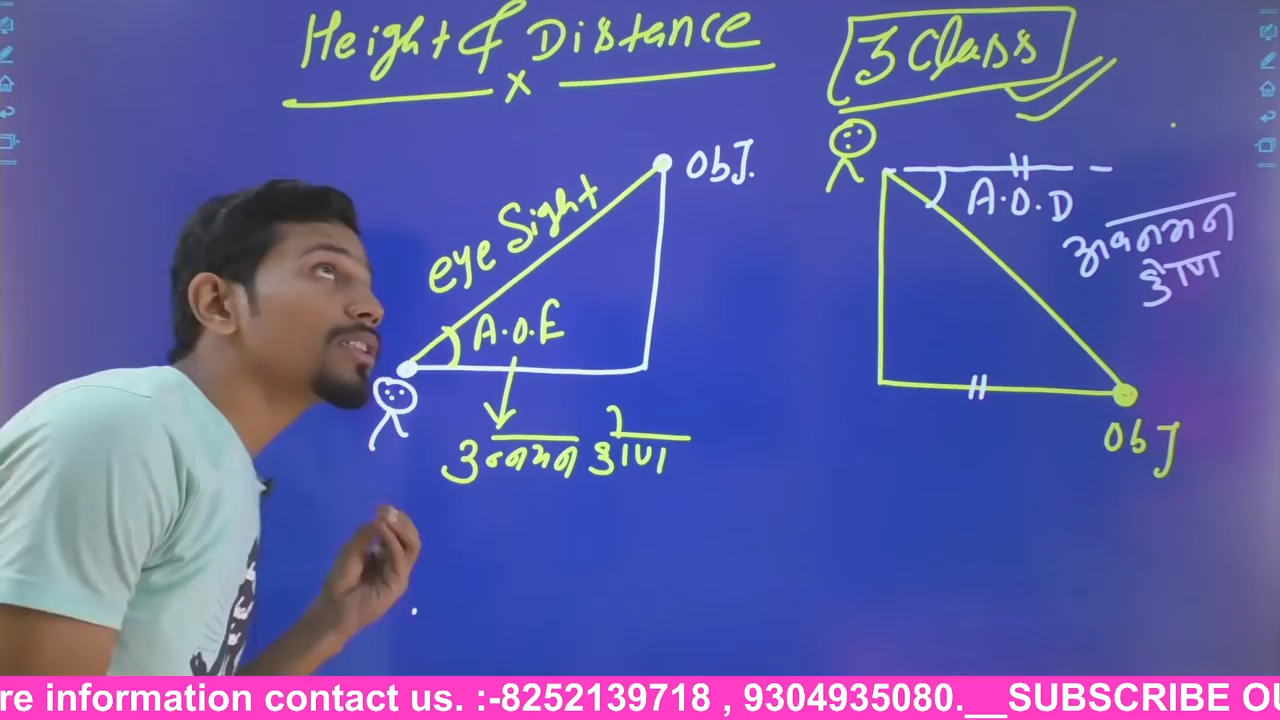 Height & Distance
3 Class
obJ.
eye Sight
A.O.E
उन्नयन कोण
A.O.D
अवनमन
कोण
ObJ
re information contact us. :-8252139718 , 9304935080.__SUBSCRIBE OU